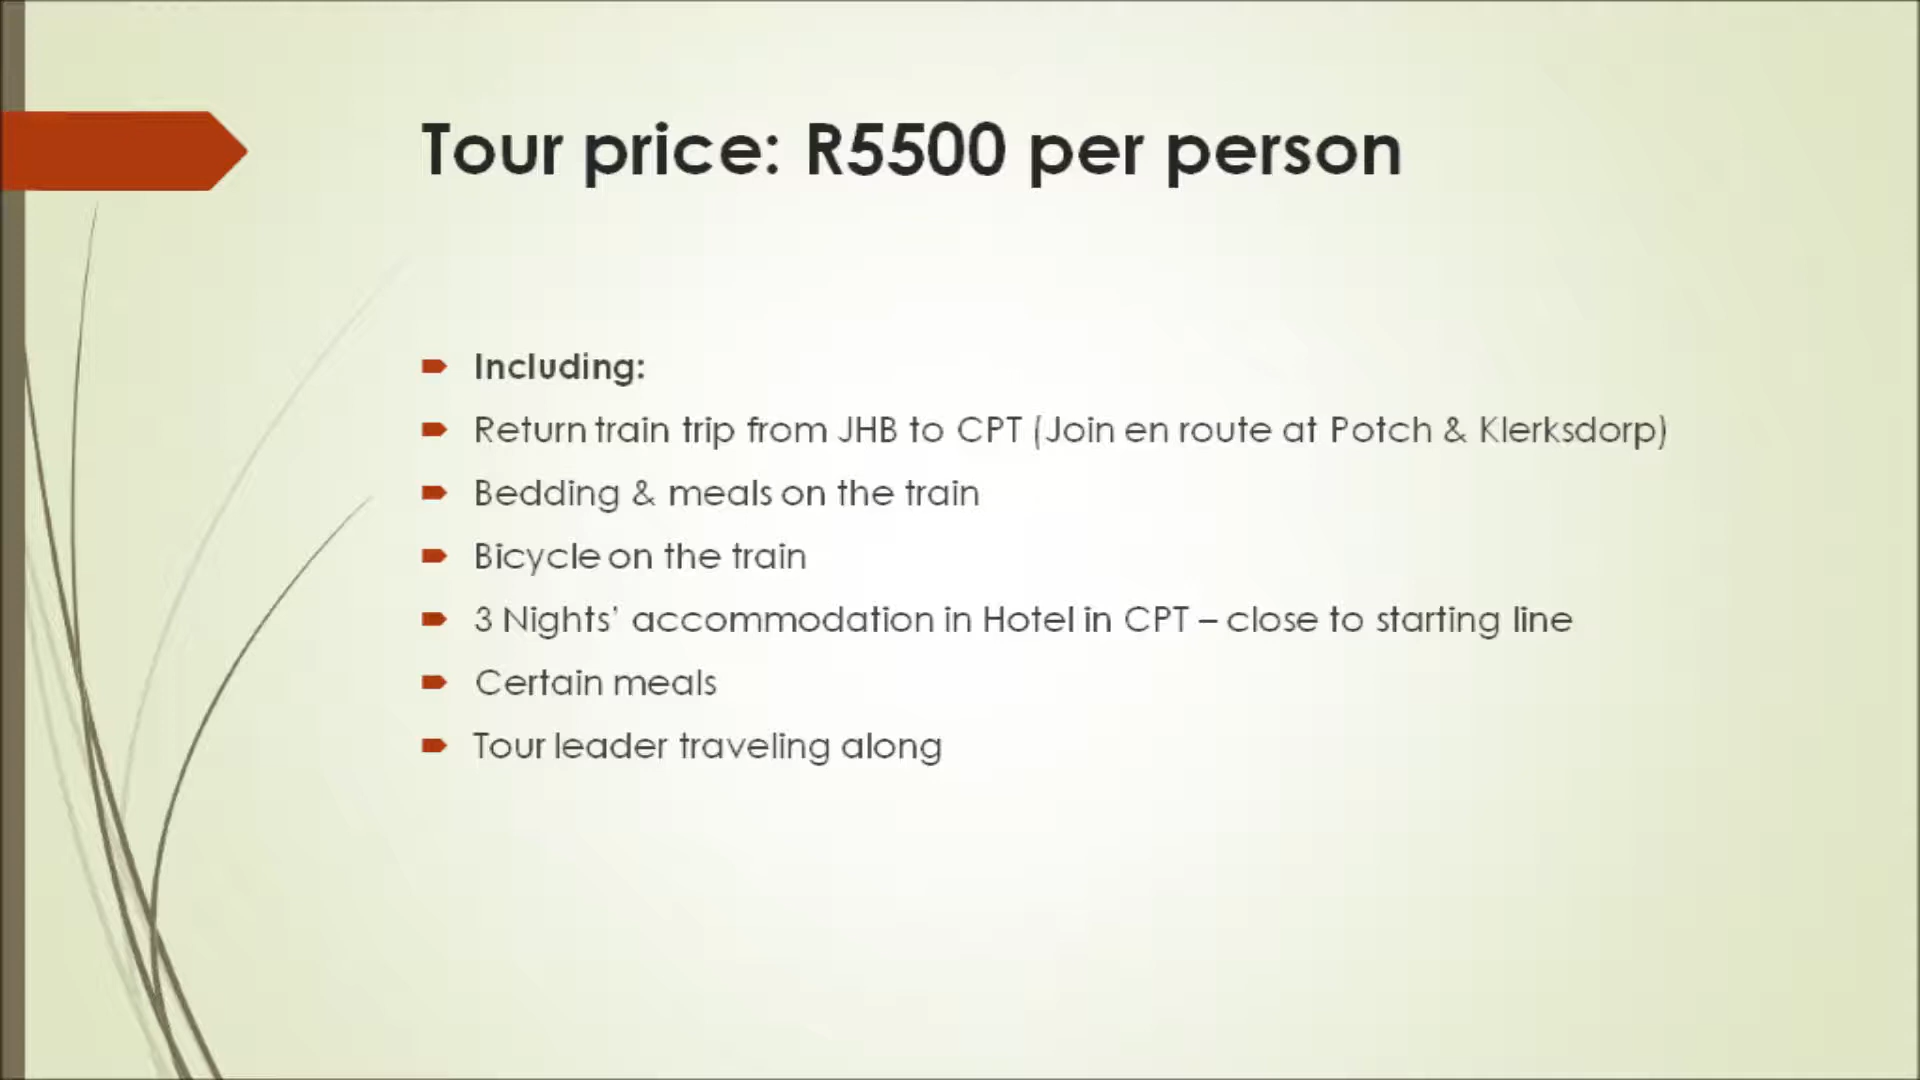 Tour price: R5500 per person
Including:
Return train trip from JHB to CPT (Join en route at Potch & Klerksdorp)
Bedding & meals on the train
Bicycle on the train
3 Nights' accommodation in Hotel in CPT – close to starting line
Certain meals
Tour leader traveling along